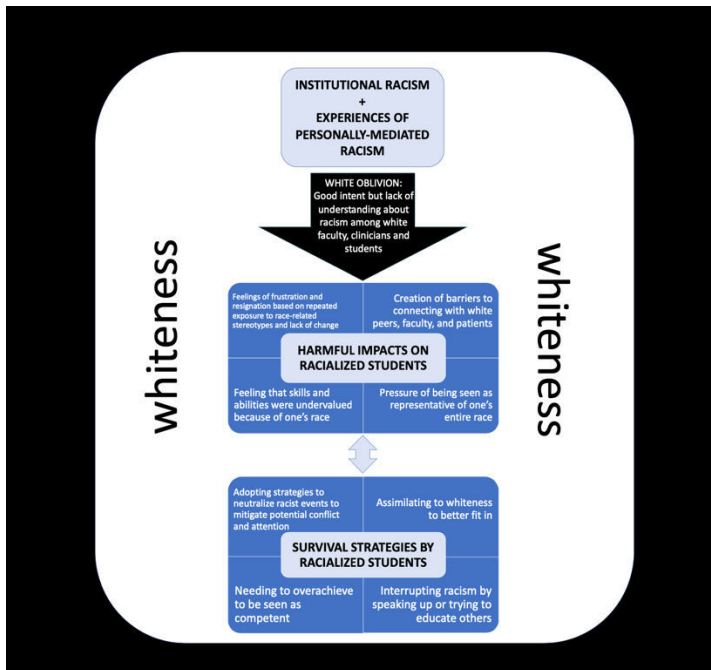 INSTITUTIONAL RACISM
+
EXPERIENCES OF
PERSONALLY-MEDIATED
RACISM
WHITE OBLIVION:
Good intent but lack of
understanding about
racism among white
faculty, clinicians and
students
whiteness
whiteness
Feelings of frustration and
resignation based on repeated
exposure to race-related
stereotypes and lack of change
Creation of barriers to
connecting with white
peers, faculty, and patients
HARMFUL IMPACTS ON
RACIALIZED STUDENTS
Feeling that skills and
abilities were undervalued
because of one's race
Pressure of being seen as
representative of one's
entire race
Adopting strategies to
neutralize racist events to
mitigate potential conflict
and attention
Assimilating to whiteness
to better fit in
SURVIVAL STRATEGIES BY
RACIALIZED STUDENTS
Needing to overachieve
to be seen as
competent
Interrupting racism by
speaking up or trying to
educate others